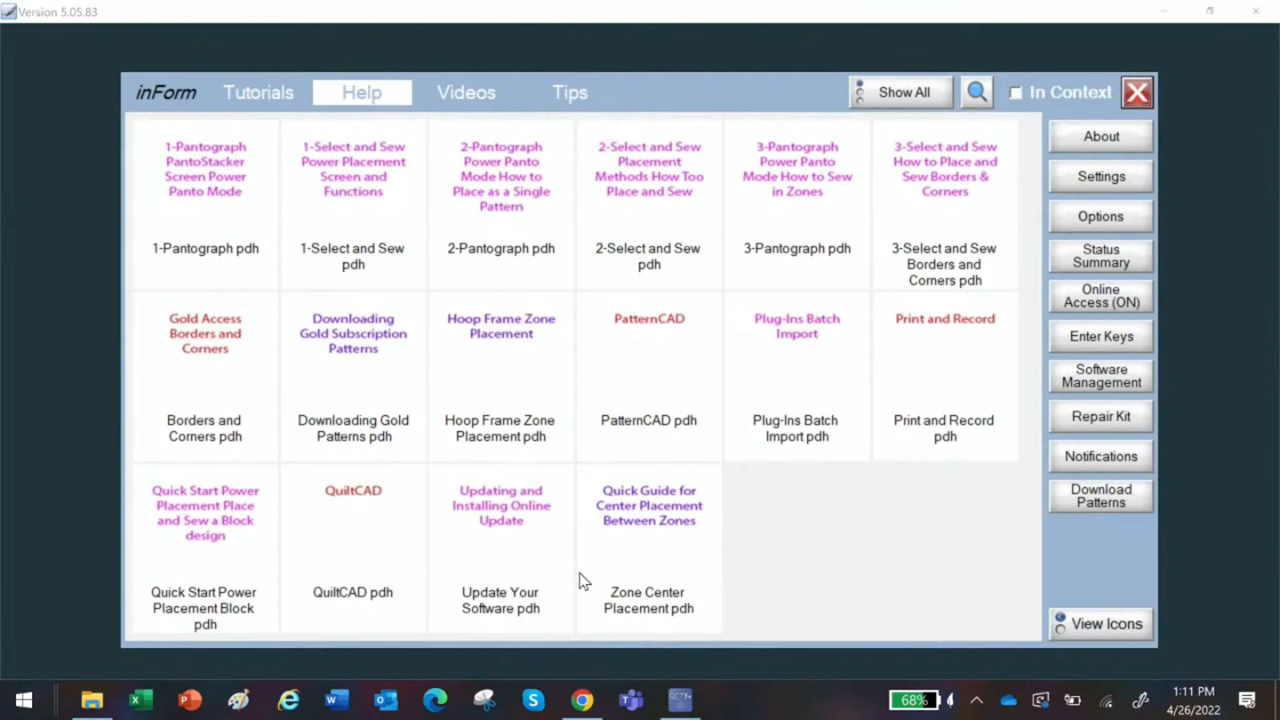 Version 5.05.83
inForm Tutorials Help Videos Tips Show All In Context
1-Pantograph
PantoStacker
Screen Power
Panto Mode
1-Pantograph pdh
1-Select and Sew
Power Placement
Screen and
Functions
1-Select and Sew
pdh
2-Pantograph
Power Panto
Mode How to
Place as a Single
Pattern
2-Pantograph pdh
2-Select and Sew
Placement
Methods How Too
Place and Sew
2-Select and Sew
pdh
3-Pantograph
Power Panto
Mode How to Sew
in Zones
3-Pantograph pdh
3-Select and Sew
How to Place and
Sew Borders &
Corners
3-Select and Sew
Borders and
Corners pdh
Gold Access
Borders and
Corners
Borders and
Corners pdh
Downloading
Gold Subscription
Patterns
Downloading Gold
Patterns pdh
Hoop Frame Zone
Placement
Hoop Frame Zone
Placement pdh
PatternCAD
PatternCAD pdh
Plug-Ins Batch
Import
Plug-Ins Batch
Import pdh
Print and Record
Print and Record
pdh
Quick Start Power
Placement Place
and Sew a Block
design
Quick Start Power
Placement Block
pdh
QuiltCAD
QuiltCAD pdh
Updating and
Installing Online
Update
Update Your
Software pdh
Quick Guide for
Center Placement
Between Zones
Zone Center
Placement pdh
About
Settings
Options
Status
Summary
Online
Access (ON)
Enter Keys
Software
Management
Repair Kit
Notifications
Download
Patterns
View Icons
68%
1:11 PM
4/26/2022